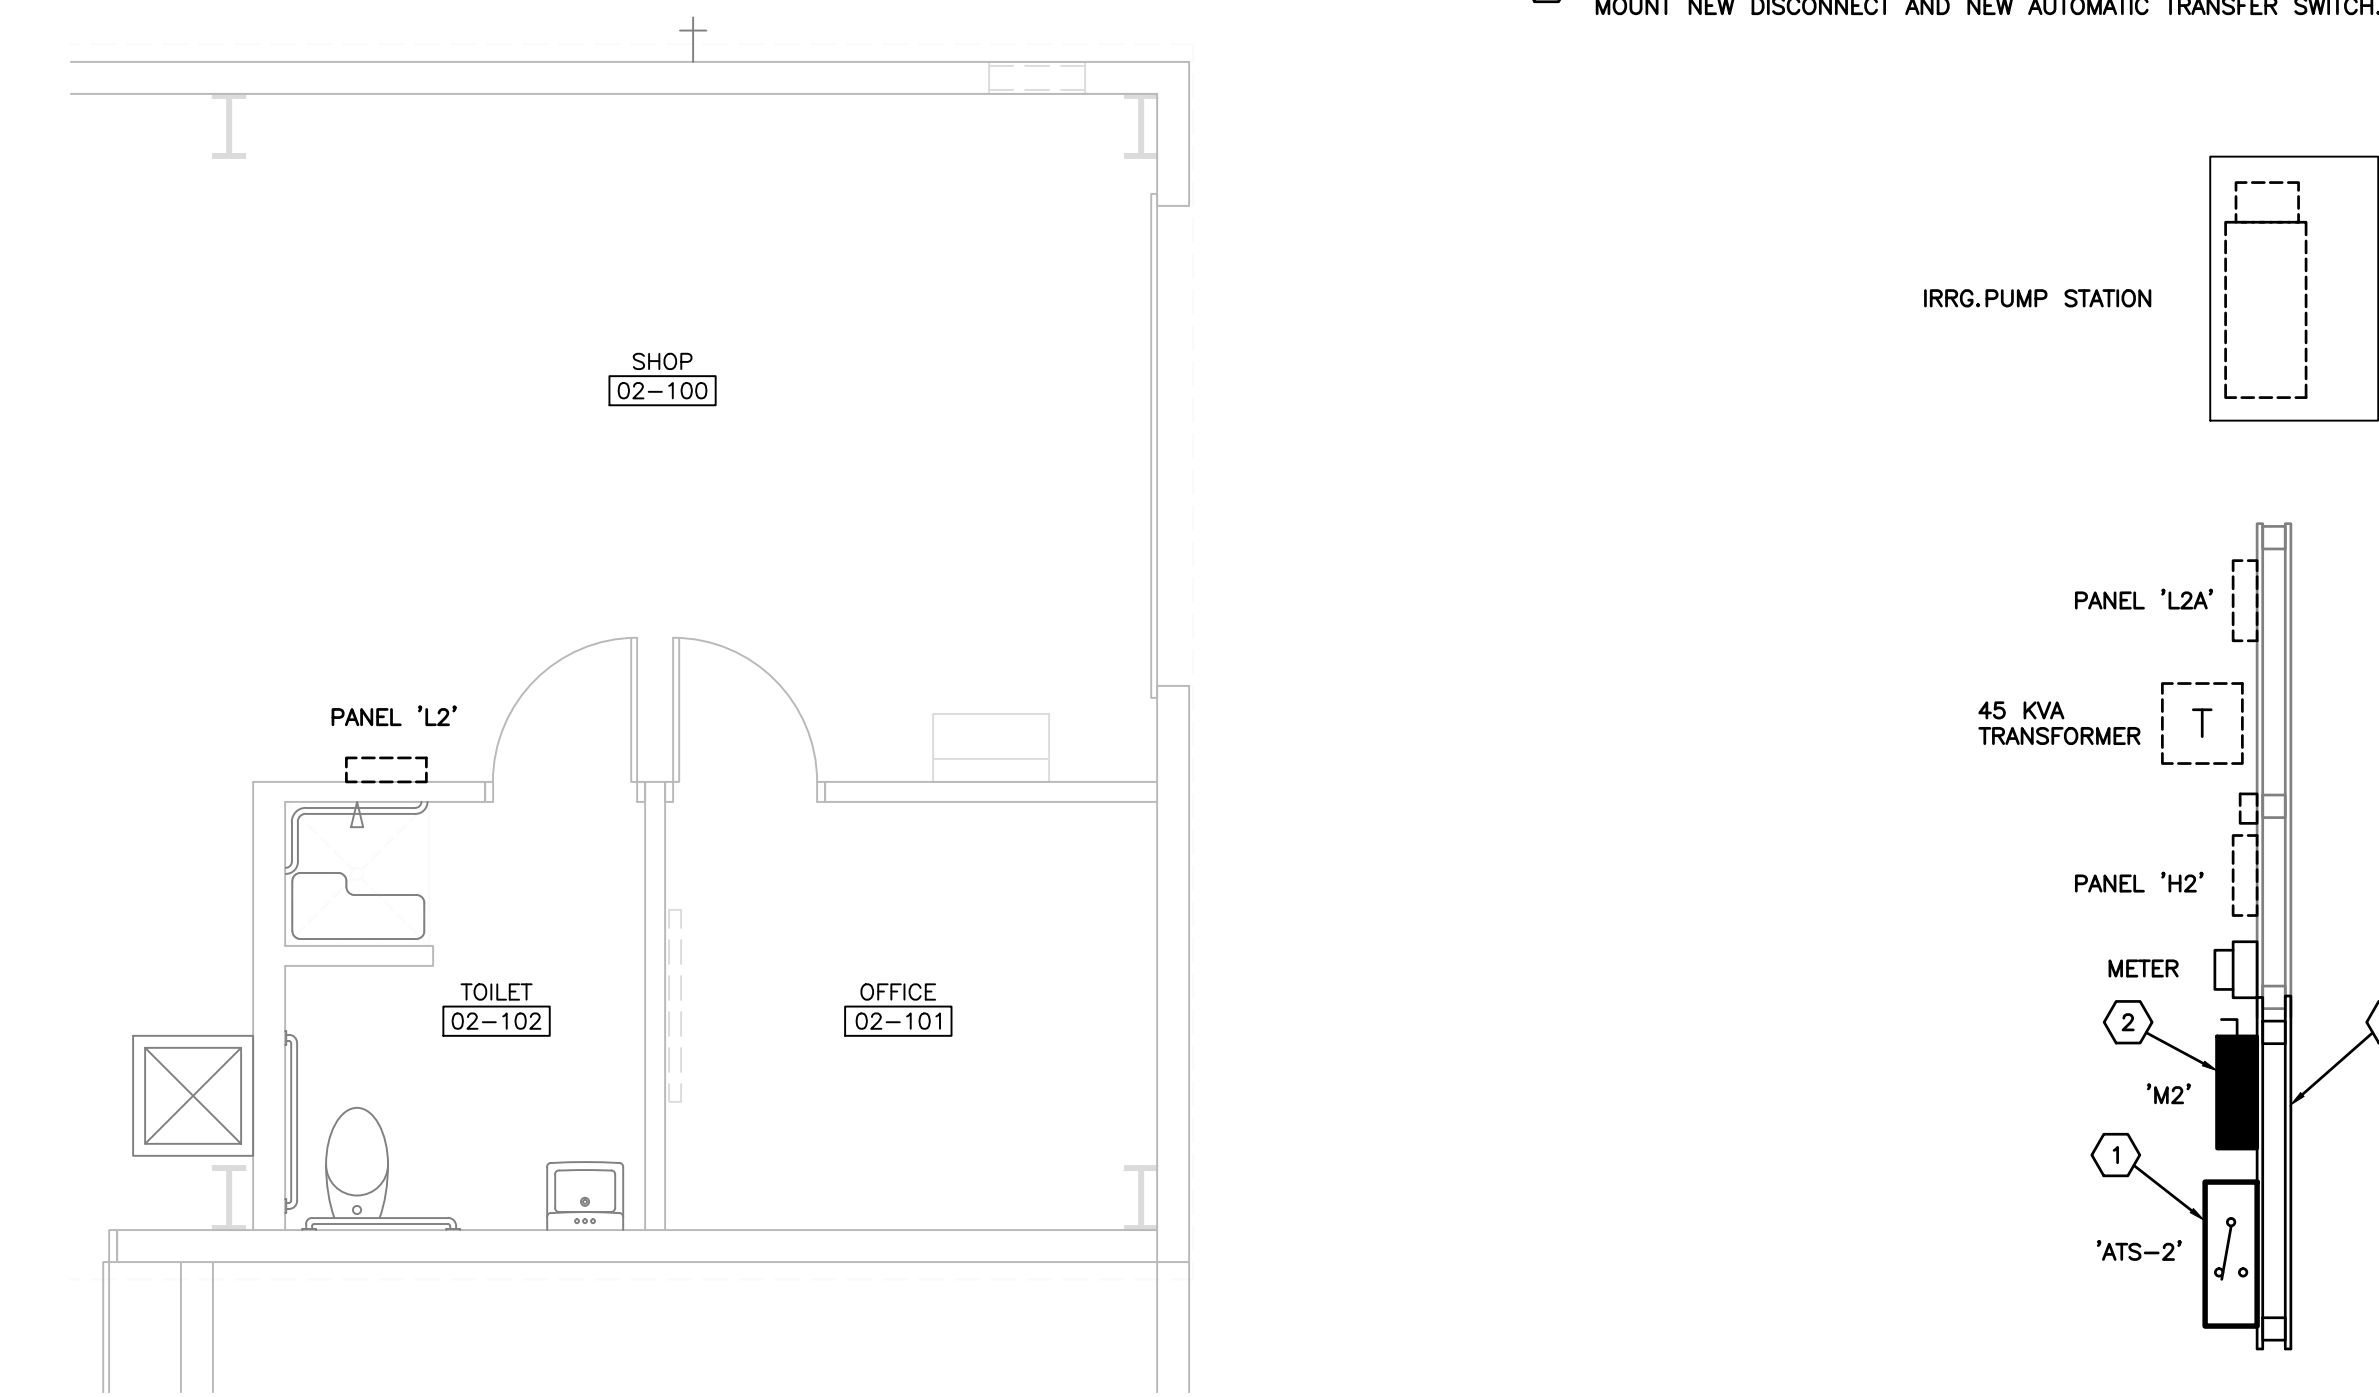 MOUNT NEW DISCONNECT AND NEW AUTOMATIC TRANSFER SWITCH.
IRRG.PUMP STATION
SHOP
02-100
PANEL 'L2A'
PANEL 'L2'
45 KVA
TRANSFORMER
T
PANEL 'H2'
METER
TOILET
02-102
OFFICE
02-101
2
'M2'
1
'ATS-2'